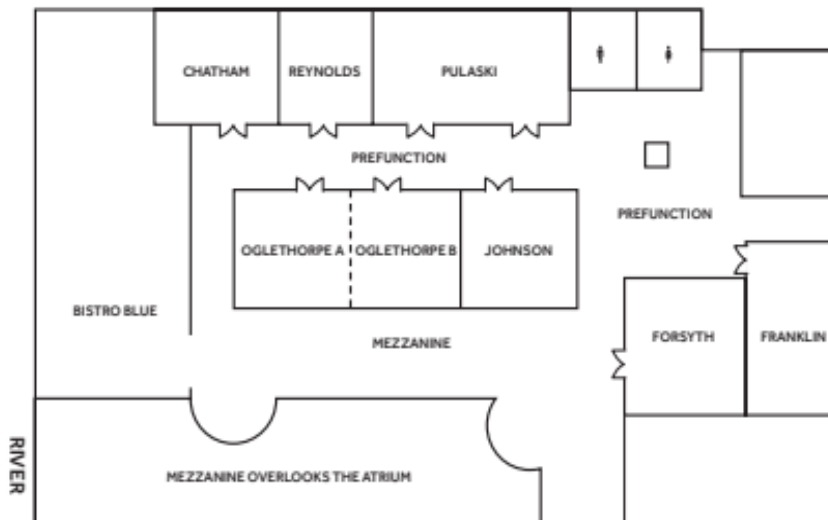 CHATHAM
REYNOLDS
PULASKI
PREFUNCTION
PREFUNCTION
OGLETHORPE A
OGLETHORPE B
JOHNSON
BISTRO BLUE
MEZZANINE
FORSYTH
FRANKLIN
RIVER
MEZZANINE OVERLOOKS THE ATRIUM